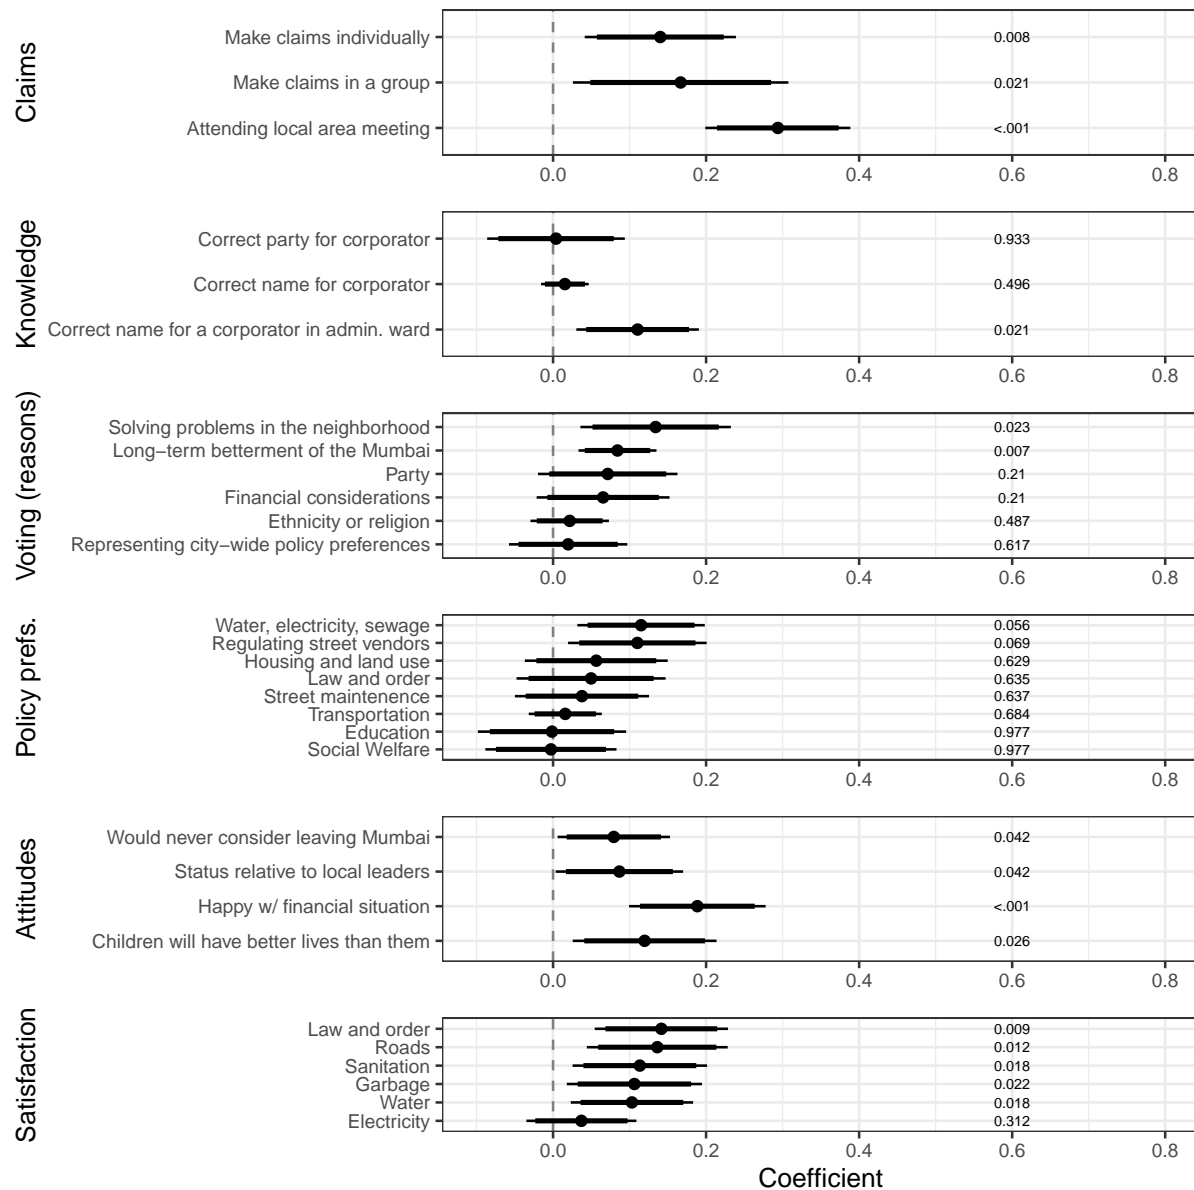 Claims
Make claims individually 0.008
Make claims in a group 0.021
Attending local area meeting <.001
0.0 0.2 0.4 0.6 0.8
Knowledge
Correct party for corporator 0.933
Correct name for corporator 0.496
Correct name for a corporator in admin. ward 0.021
0.0 0.2 0.4 0.6 0.8
Voting (reasons)
Solving problems in the neighborhood 0.023
Long−term betterment of the Mumbai 0.007
Party 0.21
Financial considerations 0.21
Ethnicity or religion 0.487
Representing city−wide policy preferences 0.617
0.0 0.2 0.4 0.6 0.8
Policy prefs.
Water, electricity, sewage 0.056
Regulating street vendors 0.069
Housing and land use 0.629
Law and order 0.635
Street maintenence 0.637
Transportation 0.684
Education 0.977
Social Welfare 0.977
0.0 0.2 0.4 0.6 0.8
Attitudes
Would never consider leaving Mumbai 0.042
Status relative to local leaders 0.042
Happy w/ financial situation <.001
Children will have better lives than them 0.026
0.0 0.2 0.4 0.6 0.8
Satisfaction
Law and order 0.009
Roads 0.012
Sanitation 0.018
Garbage 0.022
Water 0.018
Electricity 0.312
0.0 0.2 0.4 0.6 0.8
Coefficient